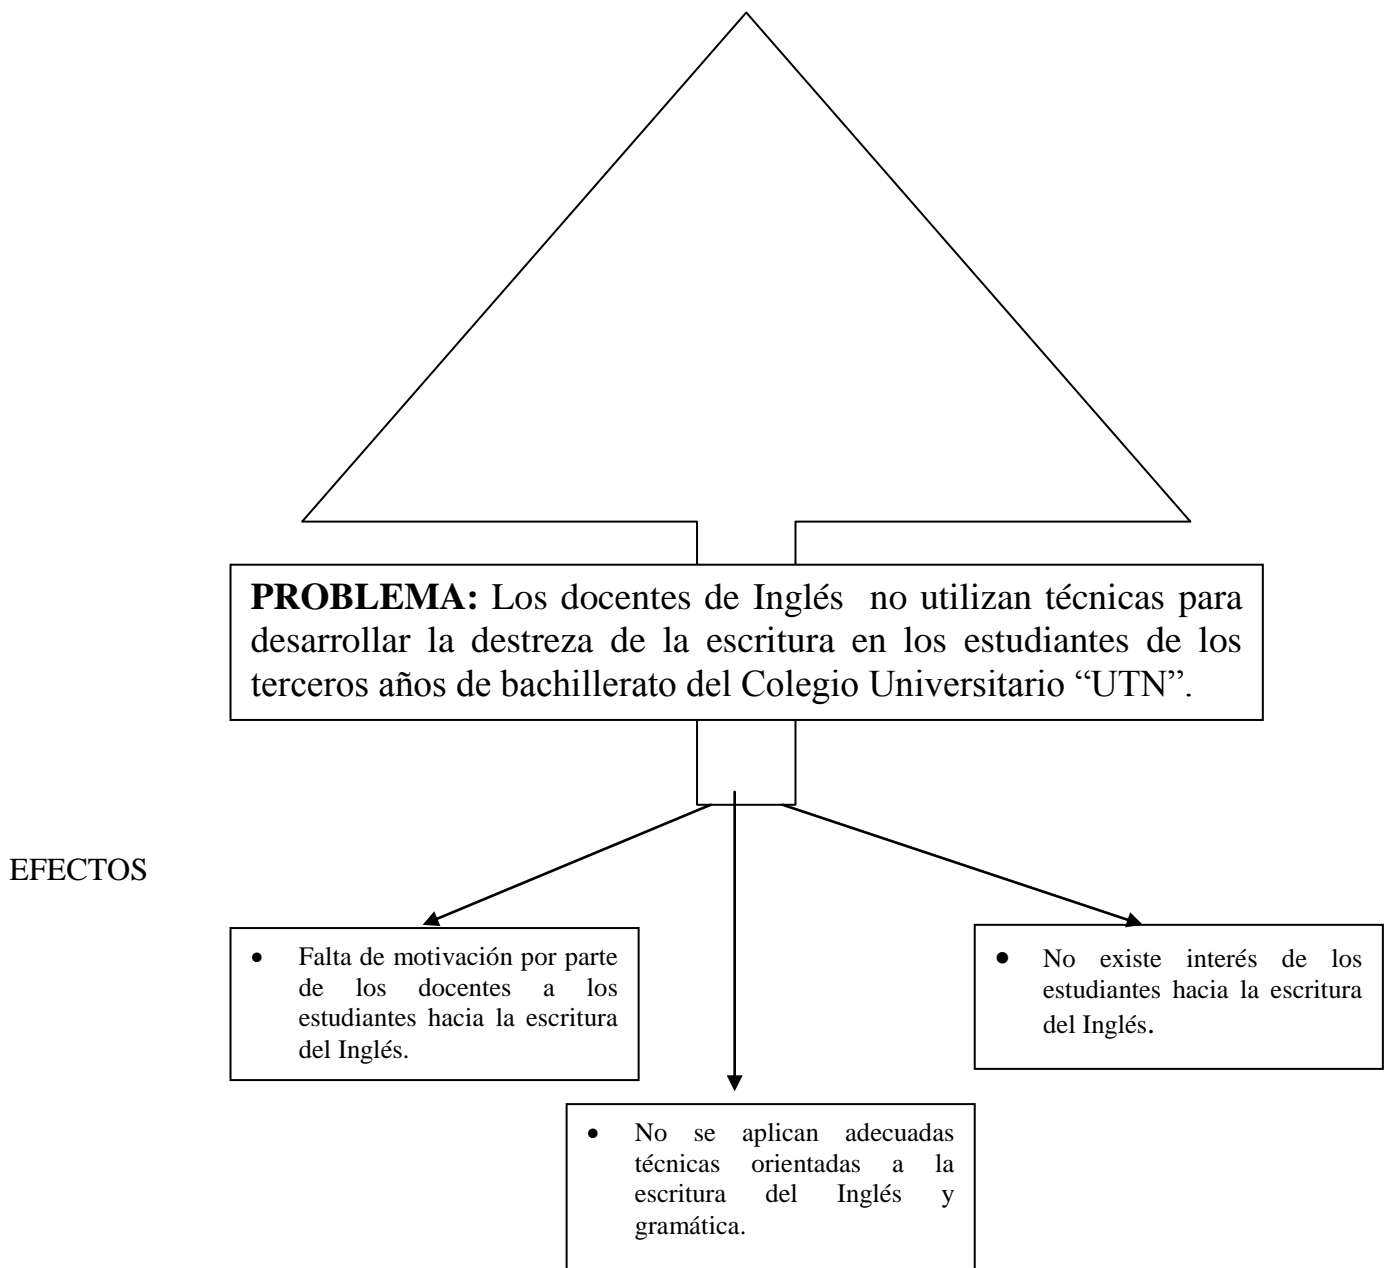 PROBLEMA: Los docentes de Inglés no utilizan técnicas para
desarrollar la destreza de la escritura en los estudiantes de los
terceros años de bachillerato del Colegio Universitario “UTN”.
EFECTOS
• Falta de motivación por parte
de los docentes a los
estudiantes hacia la escritura
del Inglés.
• No existe interés de los
estudiantes hacia la escritura
del Inglés.
• No se aplican adecuadas
técnicas orientadas a la
escritura del Inglés y
gramática.